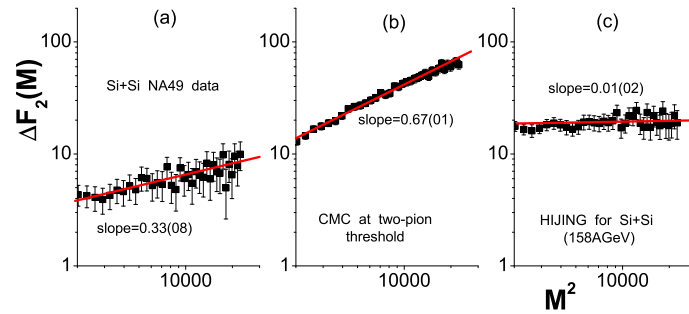 (a)
(b)
(c)
ΔF2(M)
100
10
1
Si+Si NA49 data
slope=0.33(08)
10000
100
10
1
slope=0.67(01)
CMC at two-pion
threshold
10000
100
10
1
slope=0.01(02)
HIJING for Si+Si
(158AGeV)
10000
M²